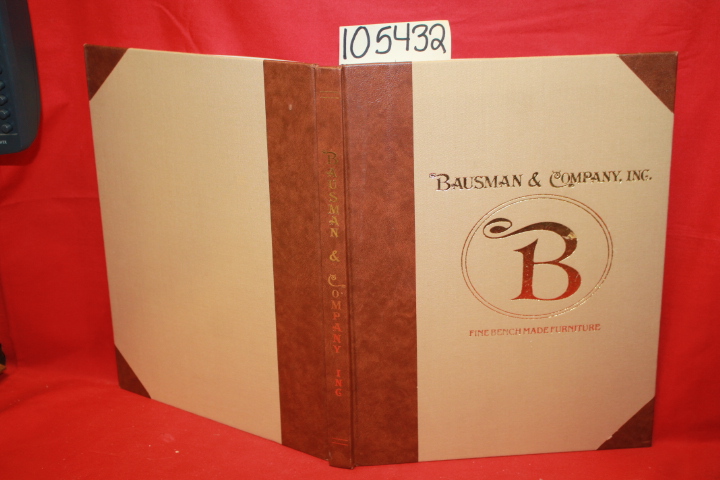 105432
BAUSMAN & COMPANY INC
BAUSMAN & COMPANY, INC.
B
FINE BENCH MADE FURNITURE